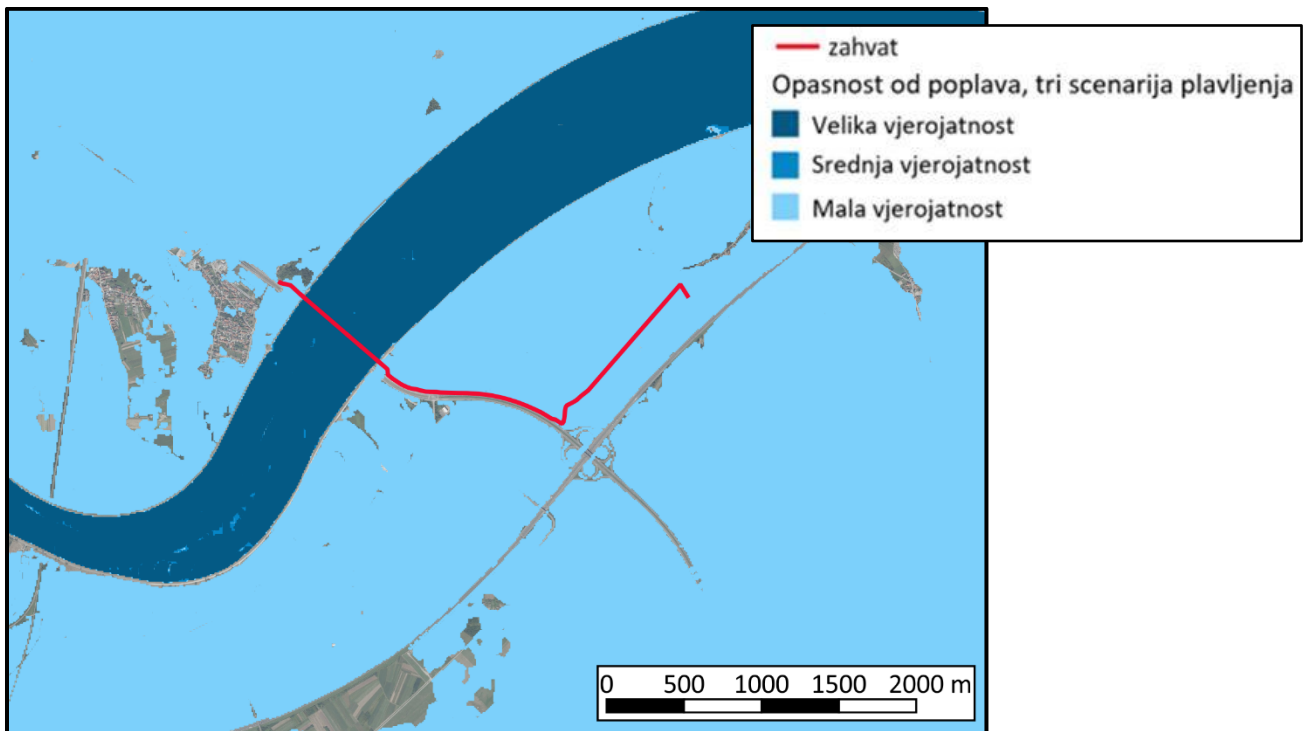 zahvat
Opasnost od poplava, tri scenarija plavljenja
Velika vjerojatnost
Srednja vjerojatnost
Mala vjerojatnost
0 500 1000 1500 2000 m